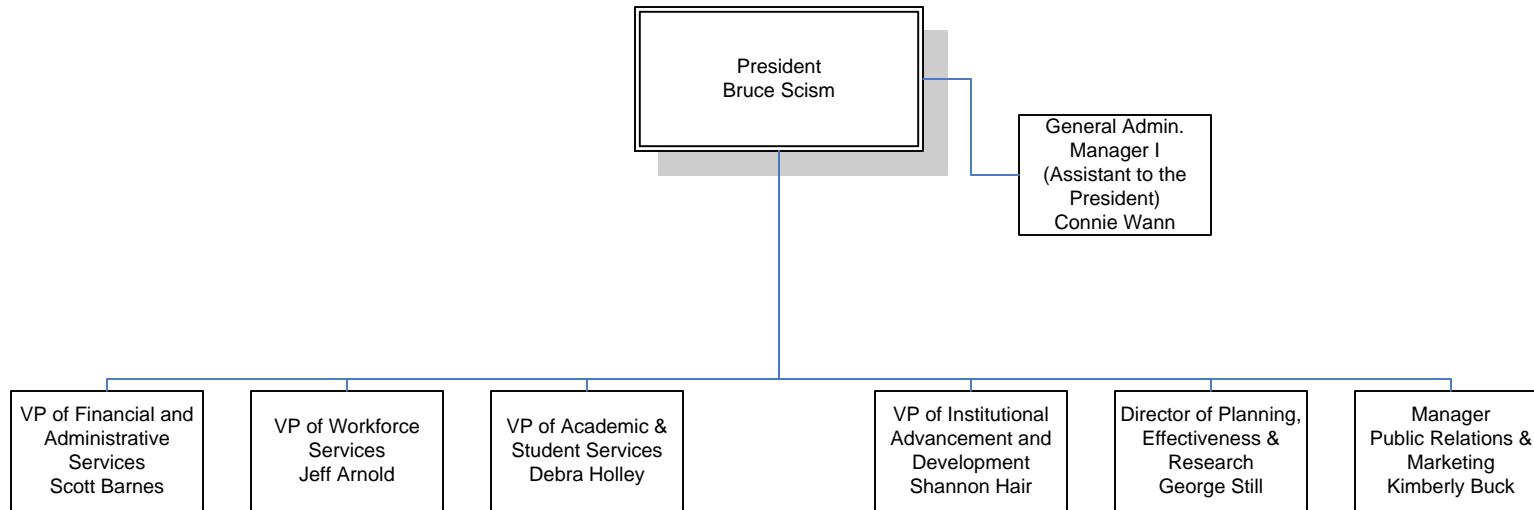 President
Bruce Scism
General Admin.
Manager I
(Assistant to the
President)
Connie Wann
VP of Financial and
Administrative
Services
Scott Barnes
VP of Workforce
Services
Jeff Arnold
VP of Academic &
Student Services
Debra Holley
VP of Institutional
Advancement and
Development
Shannon Hair
Director of Planning,
Effectiveness &
Research
George Still
Manager
Public Relations &
Marketing
Kimberly Buck